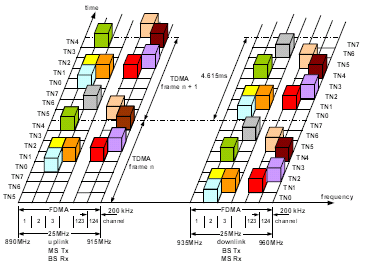 time
TN4
TN3
TN2
TN1
TN0
TN7
TN6
TN5
TN4
TN3
TN2
TN1
TN0
TN7
TN6
TN5
TDMA
frame n + 1
TDMA
frame n
4.615ms
TN7
TN6
TN5
TN4
TN3
TN2
TN1
TN0
TN7
TN6
TN5
TN4
TN3
TN2
TN1
TN0
frequency
FDMA
200 kHz
1 2 3 123 124 channel
25MHz
890MHz uplink 915MHz
MS Tx
BS Rx
FDMA
200 kHz
1 2 3 123 124 channel
25MHz
935MHz downlink 960MHz
BS Tx
MS Rx